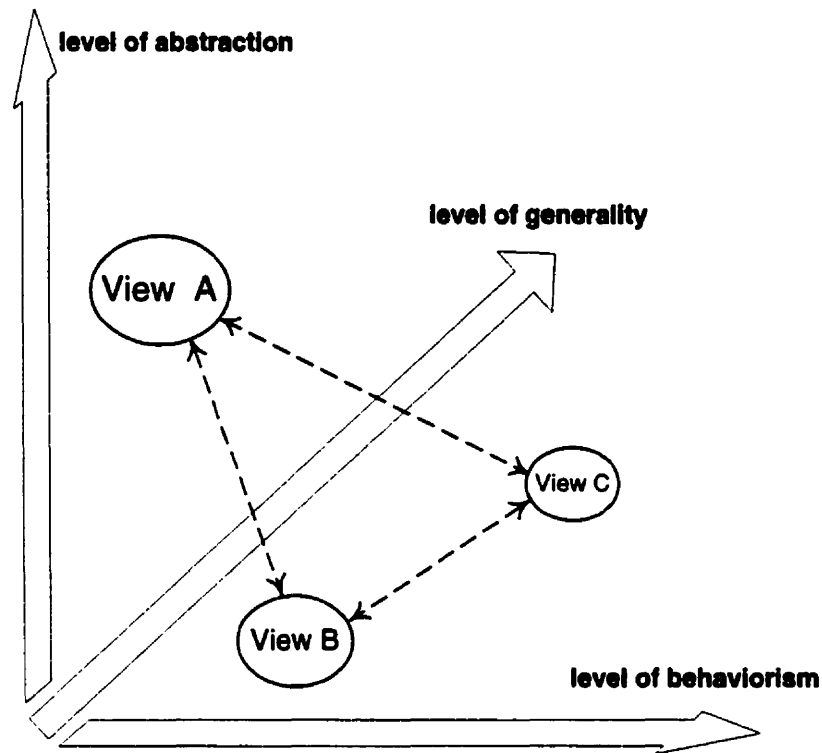 level of abstraction
level of generality
View A
View C
View B
level of behaviorism